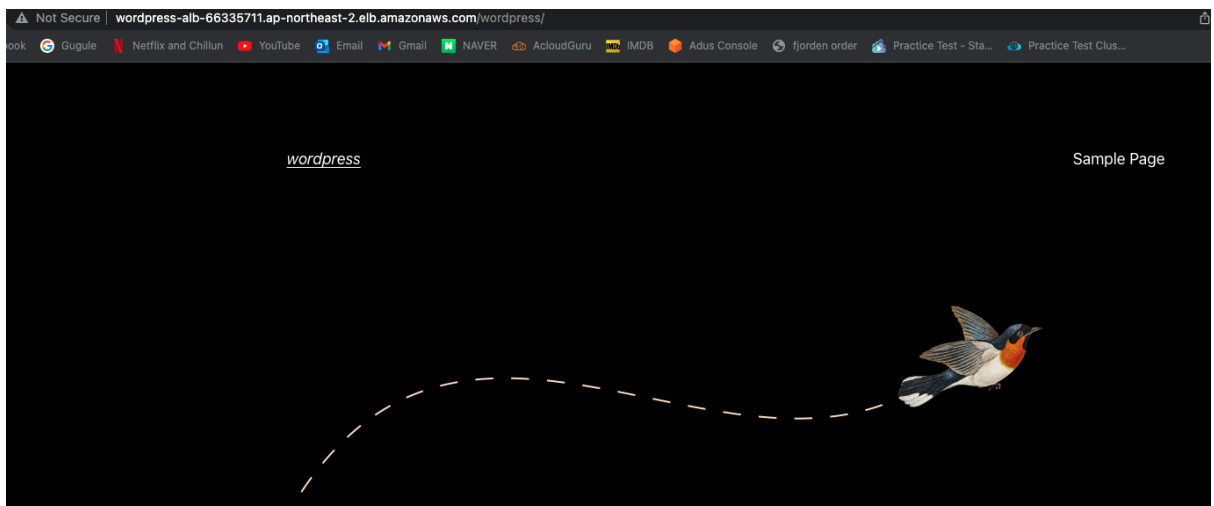 Not Secure wordpress-alb-66335711.ap-northeast-2.elb.amazonaws.com/wordpress/
Gugule Netflix and Chillun YouTube Email Gmail NAVER AcloudGuru IMDB Adus Console fjorden order Practice Test - Sta... Practice Test Clus...
wordpress Sample Page